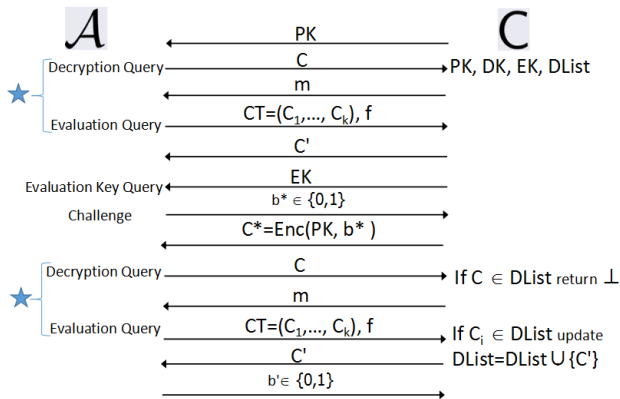 A C
PK
Decryption Query C PK, DK, EK, DList
m
Evaluation Query CT=(C₁,..., Cₖ), f
C'
Evaluation Key Query EK
b* ∈ {0,1}
Challenge
C*=Enc(PK, b* )
Decryption Query C If C ∈ DList return ⊥
m
Evaluation Query CT=(C₁,..., Cₖ), f If Cᵢ ∈ DList update
C' DList=DList ∪ {C'}
b'∈ {0,1}